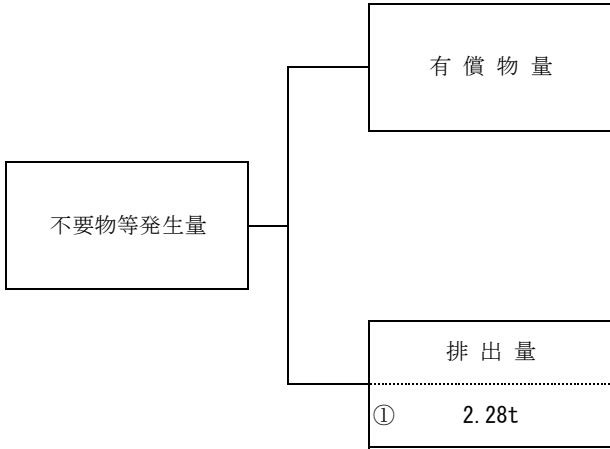 有 償 物 量
不要物等発生量
排 出 量
① 2.28t